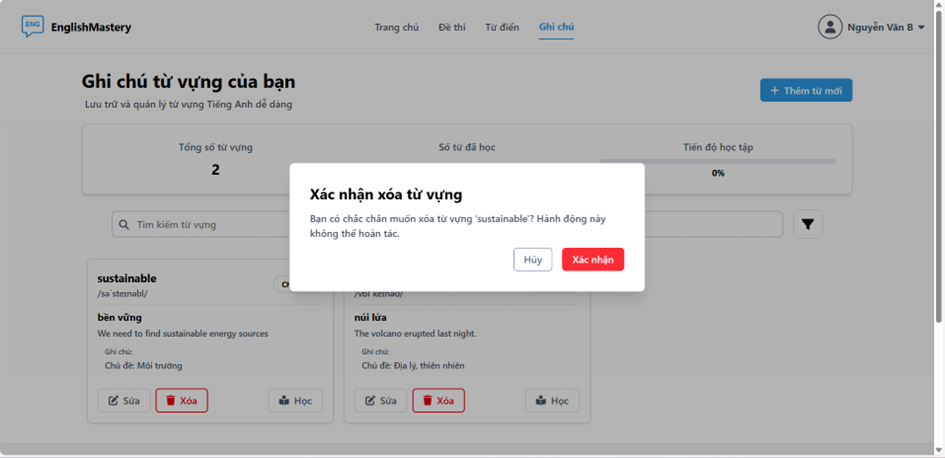 ENG
EnglishMastery
Trang chủ Đề thi Từ điển Ghi chú
Nguyễn Văn B
Ghi chú từ vựng của bạn
Lưu trữ và quản lý từ vựng Tiếng Anh dễ dàng
+ Thêm từ mới
Tổng số từ vựng
2
Số từ đã học
Tiến độ học tập
0%
Xác nhận xóa từ vựng
Bạn có chắc chắn muốn xóa từ vựng 'sustainable'? Hành động này
không thể hoàn tác.
Hủy Xác nhận
Tìm kiếm từ vựng
sustainable
/səˈsteɪnəbl/
bền vững
We need to find sustainable energy sources
Ghi chú:
Chủ đề: Môi trường
Sửa Xóa Học
núi lửa
The volcano erupted last night.
Ghi chú:
Chủ đề: Địa lý, thiên nhiên
Sửa Xóa Học